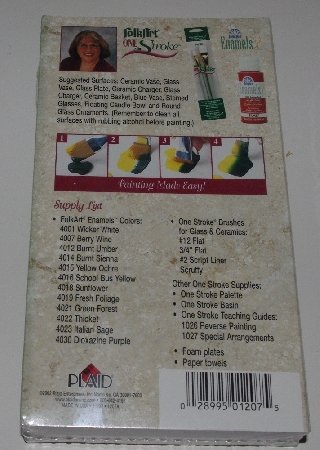 FolkArt
ONE Stroke
Enamels
Suggested Surfaces: Ceramic Vase, Glass
Vase, Glass Plate, Ceramic Charger, Glass
Charger, Ceramic Basket, Blue Vase, Stemed
Glasses, Floating Candle Bowl and Round
Glass Ornaments. (Remember to clean all
surfaces with rubbing alcohol before painting.)
1 2 3 4
Painting Made Easy!
Supply List
• FolkArt Enamels Colors:
4001 Wicker White
4007 Berry Wine
4012 Burnt Umber
4014 Burnt Sienna
4015 Yellow Ochre
4016 School Bus Yellow
4018 Sunflower
4019 Fresh Foliage
4021 Green Forest
4022 Thicket
4023 Italian Sage
4030 Dioxazine Purple
• One Stroke Brushes
for Glass & Ceramics:
#12 Flat
3/4" Flat
#2 Script Liner
Scruffy
Other One Stroke Supplies:
• One Stroke Palette
• One Stroke Basin
• One Stroke Teaching Guides:
1026 Reverse Painting
1027 Special Arrangements
• Foam plates
• Paper towels
PLAID
0 28995 01207 5